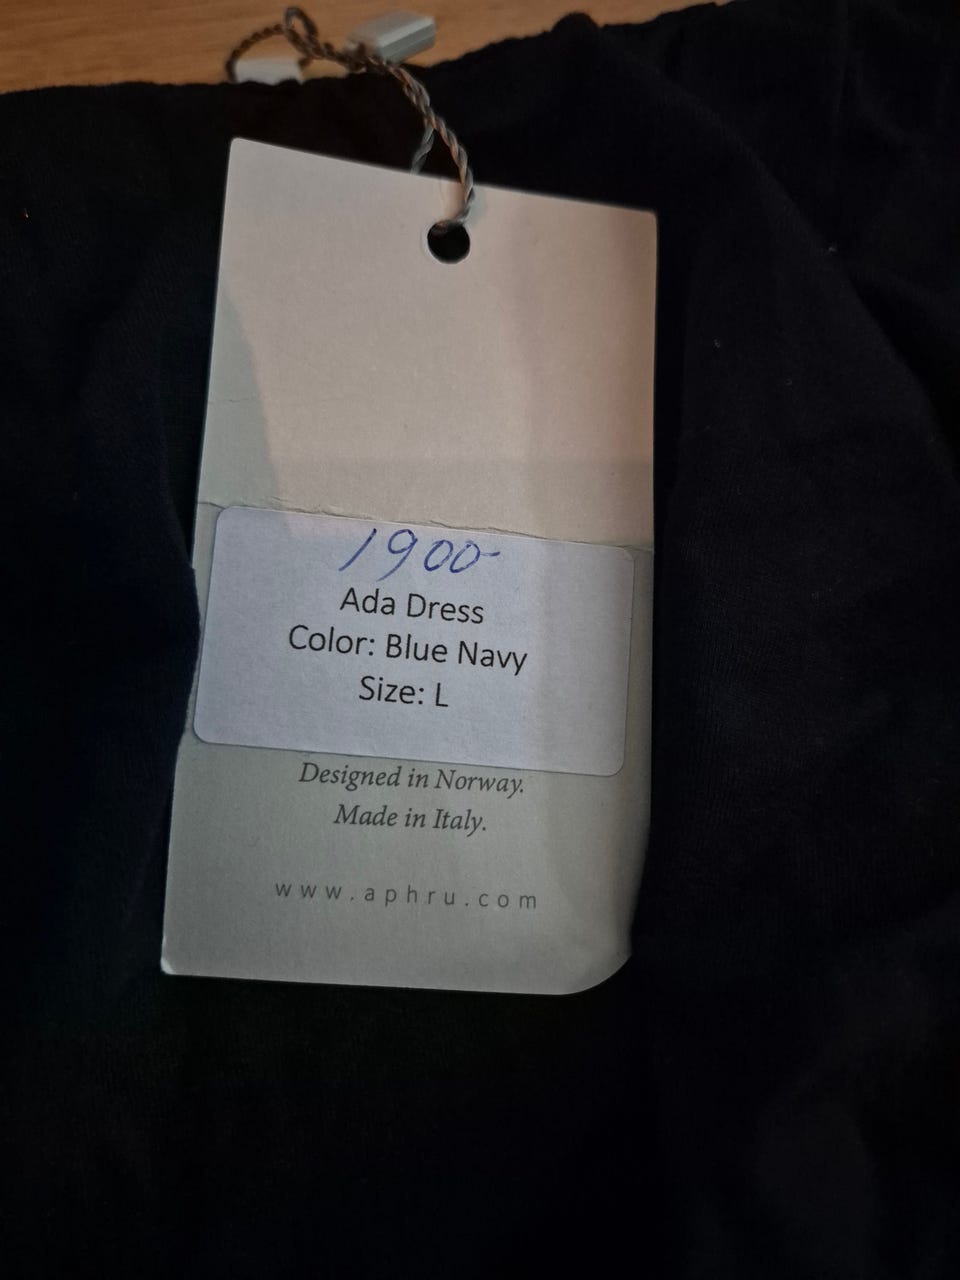 1900-
Ada Dress
Color: Blue Navy
Size: L
Designed in Norway.
Made in Italy.
www.aphru.com